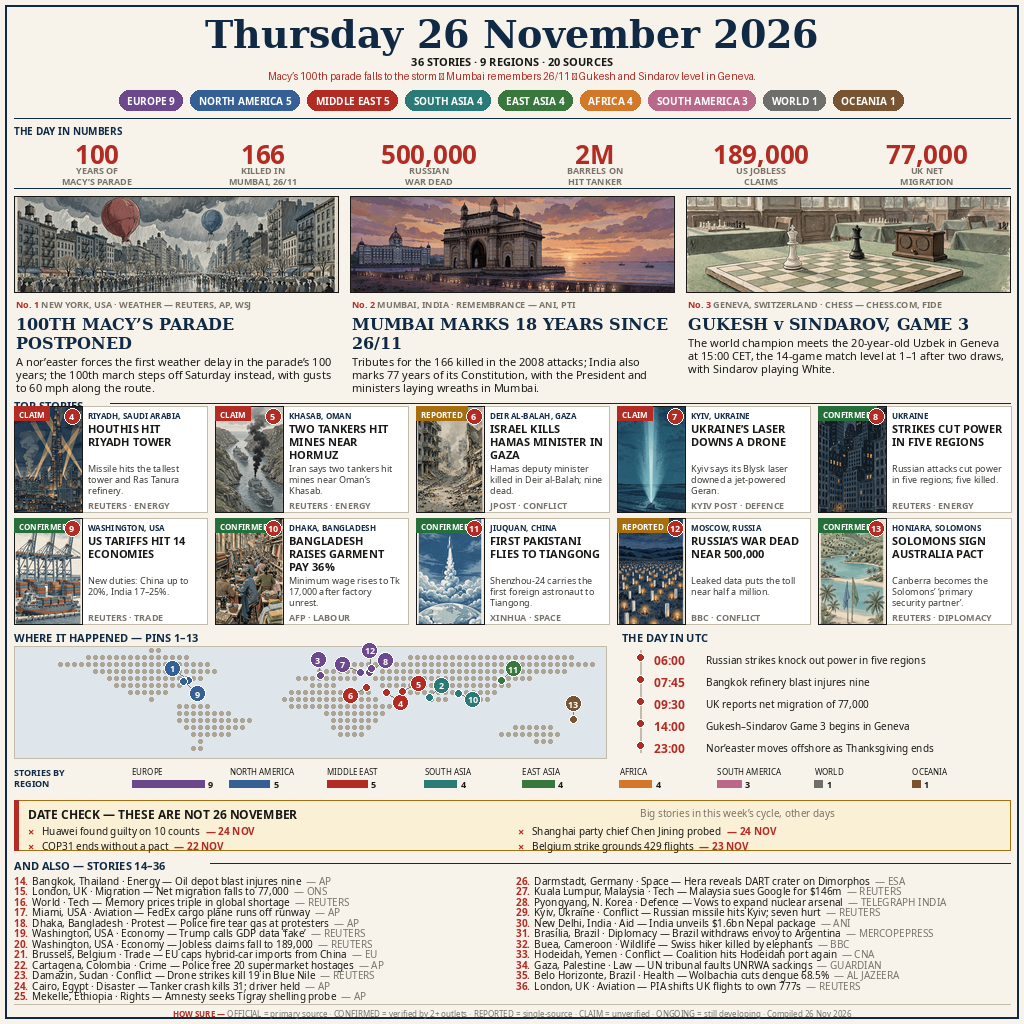 Thursday 26 November 2026
36 STORIES · 9 REGIONS · 20 SOURCES
Macy's 100th parade falls to the storm ▯ Mumbai remembers 26/11 ▯ Gukesh and Sindarov level in Geneva.
EUROPE 9 NORTH AMERICA 5 MIDDLE EAST 5 SOUTH ASIA 4 EAST ASIA 4 AFRICA 4 SOUTH AMERICA 3 WORLD 1 OCEANIA 1
THE DAY IN NUMBERS
100
YEARS OF
MACY'S PARADE
166
KILLED IN
MUMBAI, 26/11
500,000
RUSSIAN
WAR DEAD
2M
BARRELS ON
HIT TANKER
189,000
US JOBLESS
CLAIMS
77,000
UK NET
MIGRATION
No. 1 NEW YORK, USA · WEATHER — REUTERS, AP, WSJ
100TH MACY'S PARADE
POSTPONED
A nor'easter forces the first weather delay in the parade's 100
years; the 100th march steps off Saturday instead, with gusts
to 60 mph along the route.
No. 2 MUMBAI, INDIA · REMEMBRANCE — ANI, PTI
MUMBAI MARKS 18 YEARS SINCE
26/11
Tributes for the 166 killed in the 2008 attacks; India also
marks 77 years of its Constitution, with the President and
ministers laying wreaths in Mumbai.
No. 3 GENEVA, SWITZERLAND · CHESS — CHESS.COM, FIDE
GUKESH v SINDAROV, GAME 3
The world champion meets the 20-year-old Uzbek in Geneva
at 15:00 CET, the 14-game match level at 1–1 after two draws,
with Sindarov playing White.
TOP STORIES
CLAIM 4
RIYADH, SAUDI ARABIA
HOUTHIS HIT
RIYADH TOWER
Missile hits the tallest
tower and Ras Tanura
refinery.
REUTERS · ENERGY
CLAIM 5
KHASAB, OMAN
TWO TANKERS HIT
MINES NEAR
HORMUZ
Iran says two tankers hit
mines near Oman's
Khasab.
REUTERS · ENERGY
REPORTED 6
DEIR AL-BALAH, GAZA
ISRAEL KILLS
HAMAS MINISTER IN
GAZA
Hamas deputy minister
killed in Deir al-Balah; nine
dead.
JPOST · CONFLICT
CLAIM 7
KYIV, UKRAINE
UKRAINE'S LASER
DOWNS A DRONE
Kyiv says its Blysk laser
downed a jet-powered
Geran.
KYIV POST · DEFENCE
CONFIRMED 8
UKRAINE
STRIKES CUT POWER
IN FIVE REGIONS
Russian attacks cut power
in five regions; five killed.
REUTERS · ENERGY
CONFIRMED 9
WASHINGTON, USA
US TARIFFS HIT 14
ECONOMIES
New duties: China up to
20%, India 17–25%.
REUTERS · TRADE
CONFIRMED 10
DHAKA, BANGLADESH
BANGLADESH
RAISES GARMENT
PAY 36%
Minimum wage rises to Tk
17,000 after factory
unrest.
AFP · LABOUR
CONFIRMED 11
JIUQUAN, CHINA
FIRST PAKISTANI
FLIES TO TIANGONG
Shenzhou-24 carries the
first foreign astronaut to
Tiangong.
XINHUA · SPACE
REPORTED 12
MOSCOW, RUSSIA
RUSSIA'S WAR DEAD
NEAR 500,000
Leaked data puts the toll
near half a million.
BBC · CONFLICT
CONFIRMED 13
HONIARA, SOLOMONS
SOLOMONS SIGN
AUSTRALIA PACT
Canberra becomes the
Solomons' 'primary
security partner'.
REUTERS · DIPLOMACY
WHERE IT HAPPENED — PINS 1–13
1 9 3 7 12 8 6 4 5 2 10 11 13
THE DAY IN UTC
06:00 Russian strikes knock out power in five regions
07:45 Bangkok refinery blast injures nine
09:30 UK reports net migration of 77,000
14:00 Gukesh–Sindarov Game 3 begins in Geneva
23:00 Nor'easter moves offshore as Thanksgiving ends
STORIES BY
REGION
EUROPE 9
NORTH AMERICA 5
MIDDLE EAST 5
SOUTH ASIA 4
EAST ASIA 4
AFRICA 4
SOUTH AMERICA 3
WORLD 1
OCEANIA 1
DATE CHECK — THESE ARE NOT 26 NOVEMBER
Big stories in this week's cycle, other days
× Huawei found guilty on 10 counts — 24 NOV
× COP31 ends without a pact — 22 NOV
× Shanghai party chief Chen Jining probed — 24 NOV
× Belgium strike grounds 429 flights — 23 NOV
AND ALSO — STORIES 14–36
14. Bangkok, Thailand · Energy — Oil depot blast injures nine — AP
15. London, UK · Migration — Net migration falls to 77,000 — ONS
16. World · Tech — Memory prices triple in global shortage — REUTERS
17. Miami, USA · Aviation — FedEx cargo plane runs off runway — AP
18. Dhaka, Bangladesh · Protest — Police fire tear gas at protesters — AP
19. Washington, USA · Economy — Trump calls GDP data 'fake' — REUTERS
20. Washington, USA · Economy — Jobless claims fall to 189,000 — REUTERS
21. Brussels, Belgium · Trade — EU caps hybrid-car imports from China — EU
22. Cartagena, Colombia · Crime — Police free 20 supermarket hostages — AP
23. Damazin, Sudan · Conflict — Drone strikes kill 19 in Blue Nile — REUTERS
24. Cairo, Egypt · Disaster — Tanker crash kills 31; driver held — AP
25. Mekelle, Ethiopia · Rights — Amnesty seeks Tigray shelling probe — AP
26. Darmstadt, Germany · Space — Hera reveals DART crater on Dimorphos — ESA
27. Kuala Lumpur, Malaysia · Tech — Malaysia sues Google for $146m — REUTERS
28. Pyongyang, N. Korea · Defence — Vows to expand nuclear arsenal — TELEGRAPH INDIA
29. Kyiv, Ukraine · Conflict — Russian missile hits Kyiv; seven hurt — REUTERS
30. New Delhi, India · Aid — India unveils $1.6bn Nepal package — ANI
31. Brasília, Brazil · Diplomacy — Brazil withdraws envoy to Argentina — MERCOPEPRESS
32. Buea, Cameroon · Wildlife — Swiss hiker killed by elephants — BBC
33. Hodeidah, Yemen · Conflict — Coalition hits Hodeidah port again — CNA
34. Gaza, Palestine · Law — UN tribunal faults UNRWA sackings — GUARDIAN
35. Belo Horizonte, Brazil · Health — Wolbachia cuts dengue 68.5% — AL JAZEERA
36. London, UK · Aviation — PIA shifts UK flights to own 777s — REUTERS
HOW SURE — OFFICIAL = primary source · CONFIRMED = verified by 2+ outlets · REPORTED = single-source · CLAIM = unverified · ONGOING = still developing · Compiled 26 Nov 2026